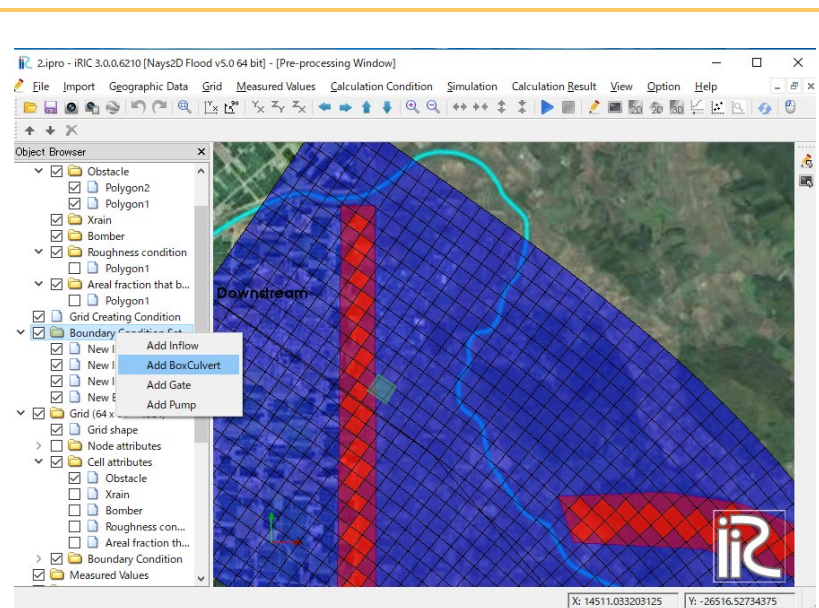 2.ipro - iRIC 3.0.0.6210 [Nays2D Flood v5.0 64 bit] - [Pre-processing Window]
File Import Geographic Data Grid Measured Values Calculation Condition Simulation Calculation Result View Option Help
Object Browser
Obstacle
Polygon2
Polygon1
Xrain
Bomber
Roughness condition
Polygon1
Areal fraction that b...
Polygon1
Grid Creating Condition
Boundary Condition Set
New
New
New
New
Add Inflow
Add BoxCulvert
Add Gate
Add Pump
Grid (64 x
Grid shape
Node attributes
Cell attributes
Obstacle
Xrain
Bomber
Roughness con...
Areal fraction th...
Boundary Condition
Measured Values
Downstream
iRIC
X: 14511.033203125 Y: -26516.52734375